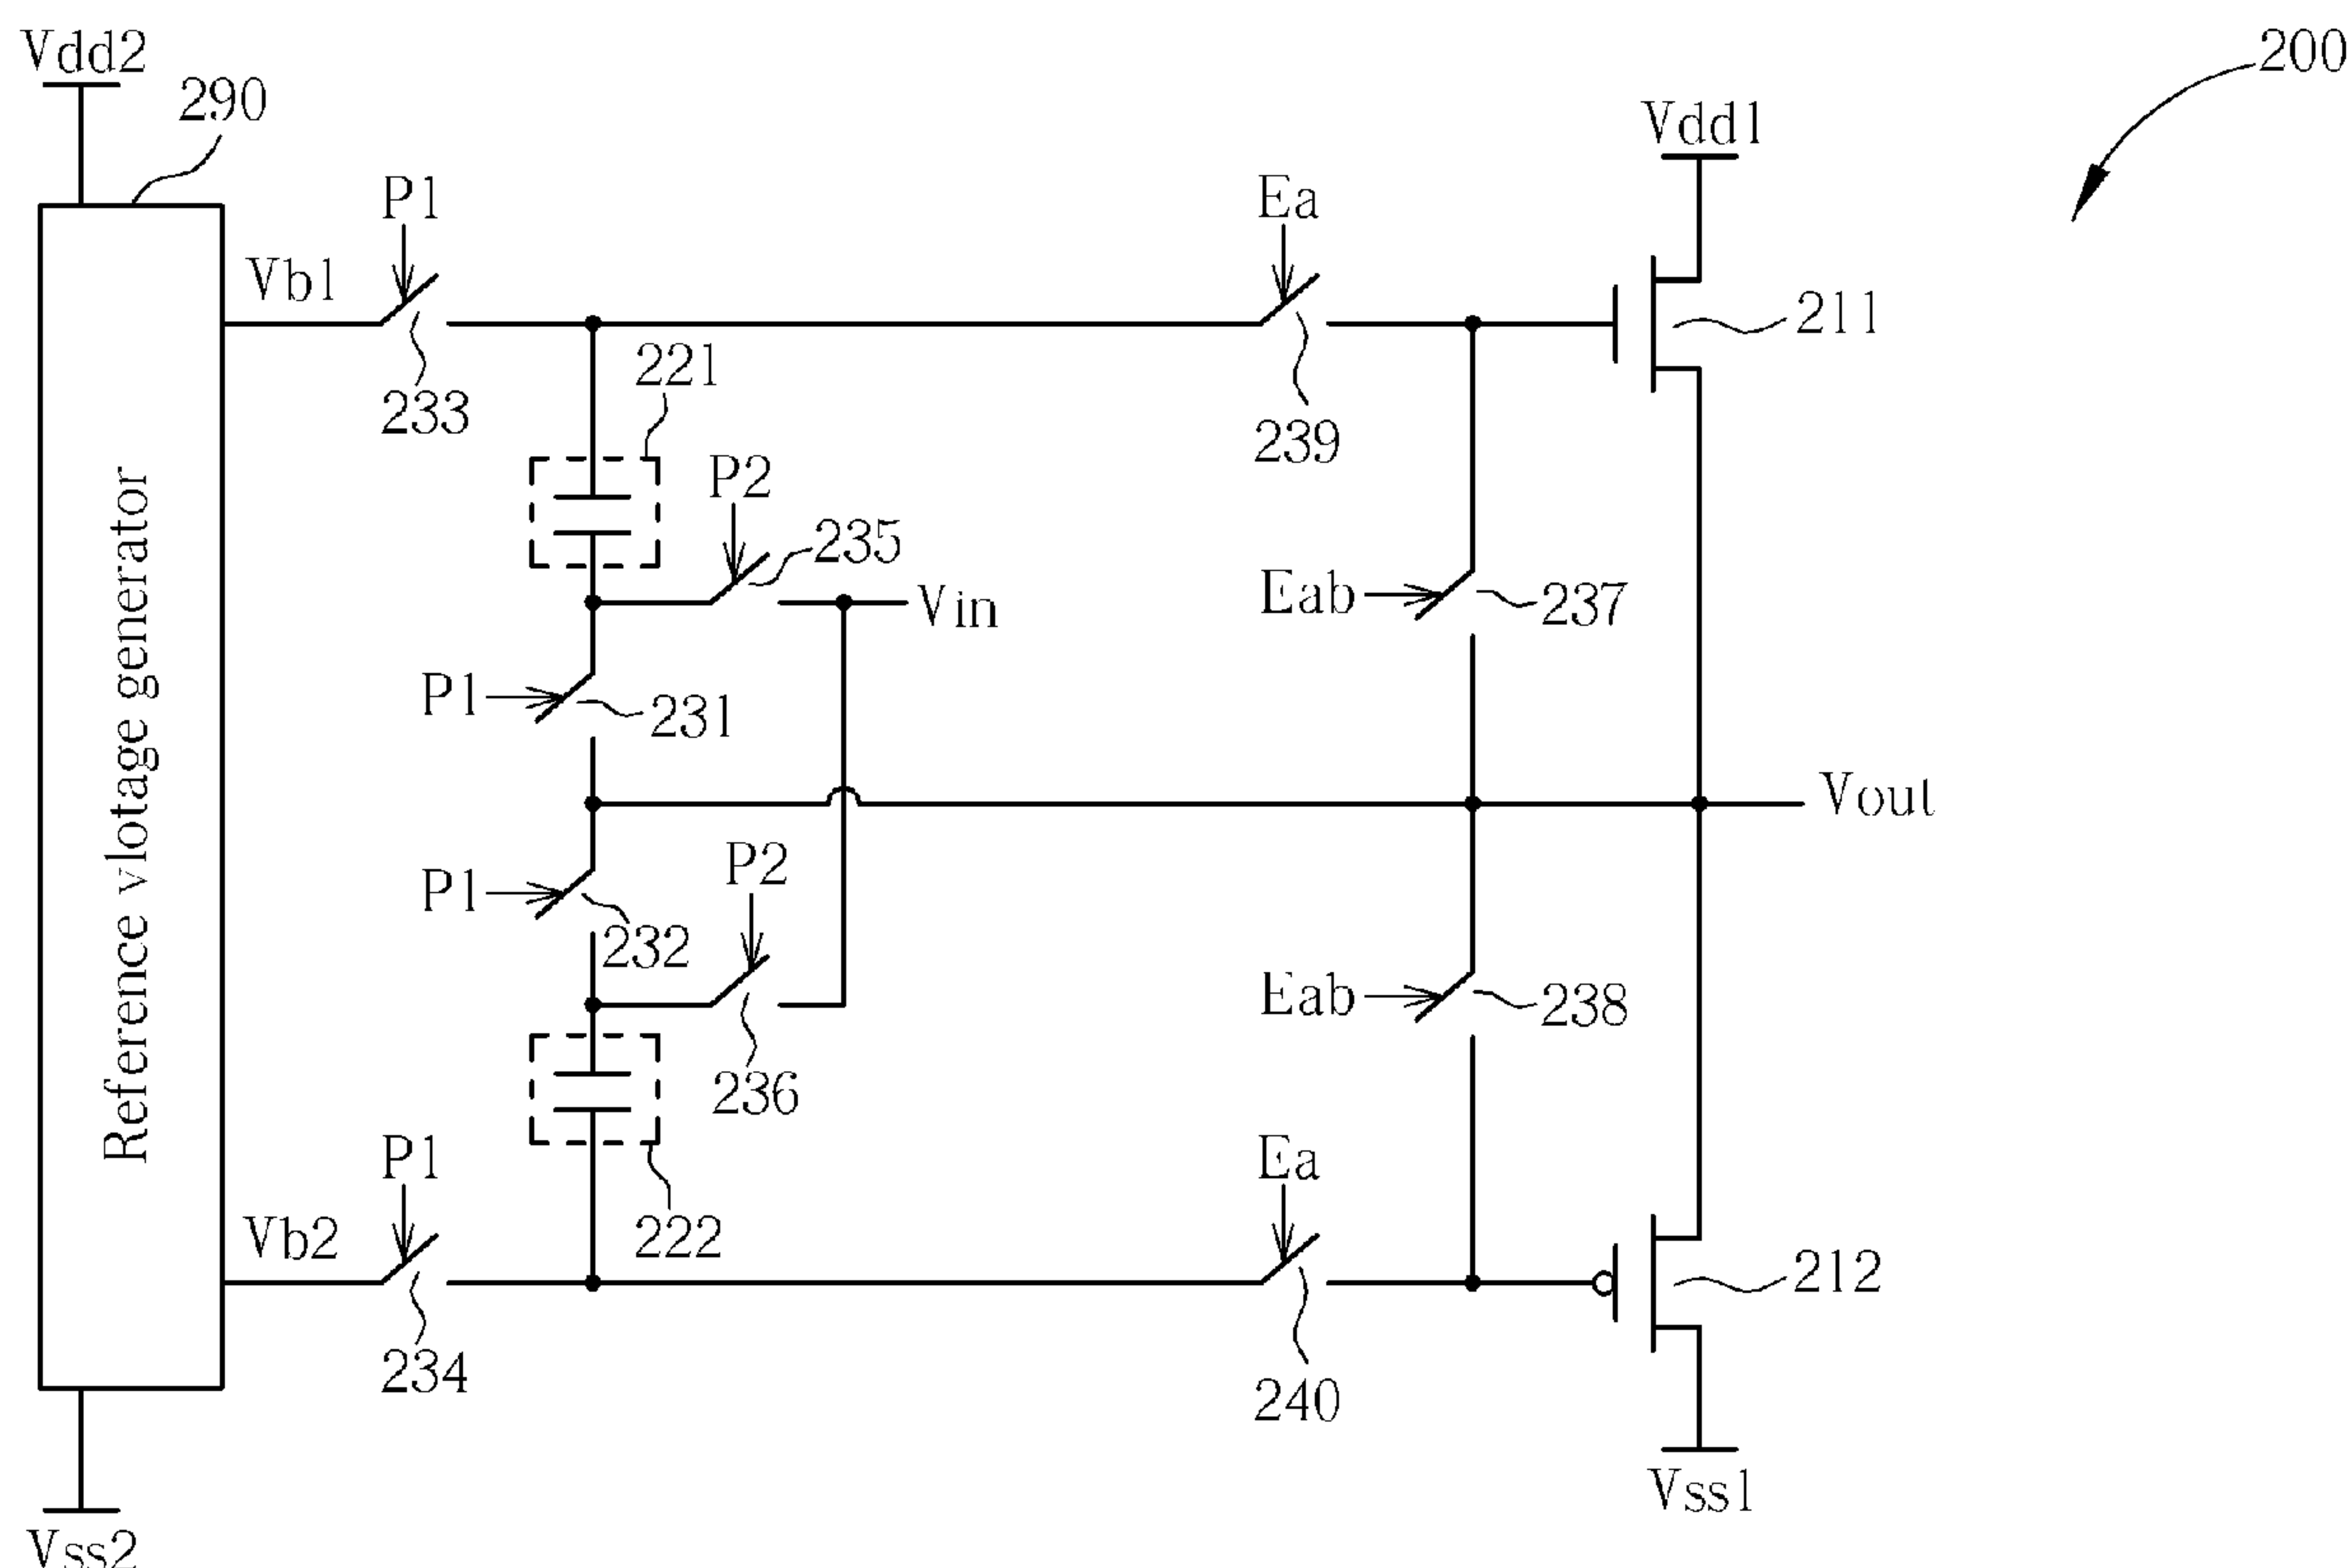 200
Vdd2
290
Vdd1
P1
Ea
Vb1
211
221
233
239
P2
235
Reference vlotage generator
Eab
237
Vin
P1
231
Vout
P2
P1
232
Eab
238
236
P1
Ea
222
Vb2
212
234
240
Vss1
Vss2